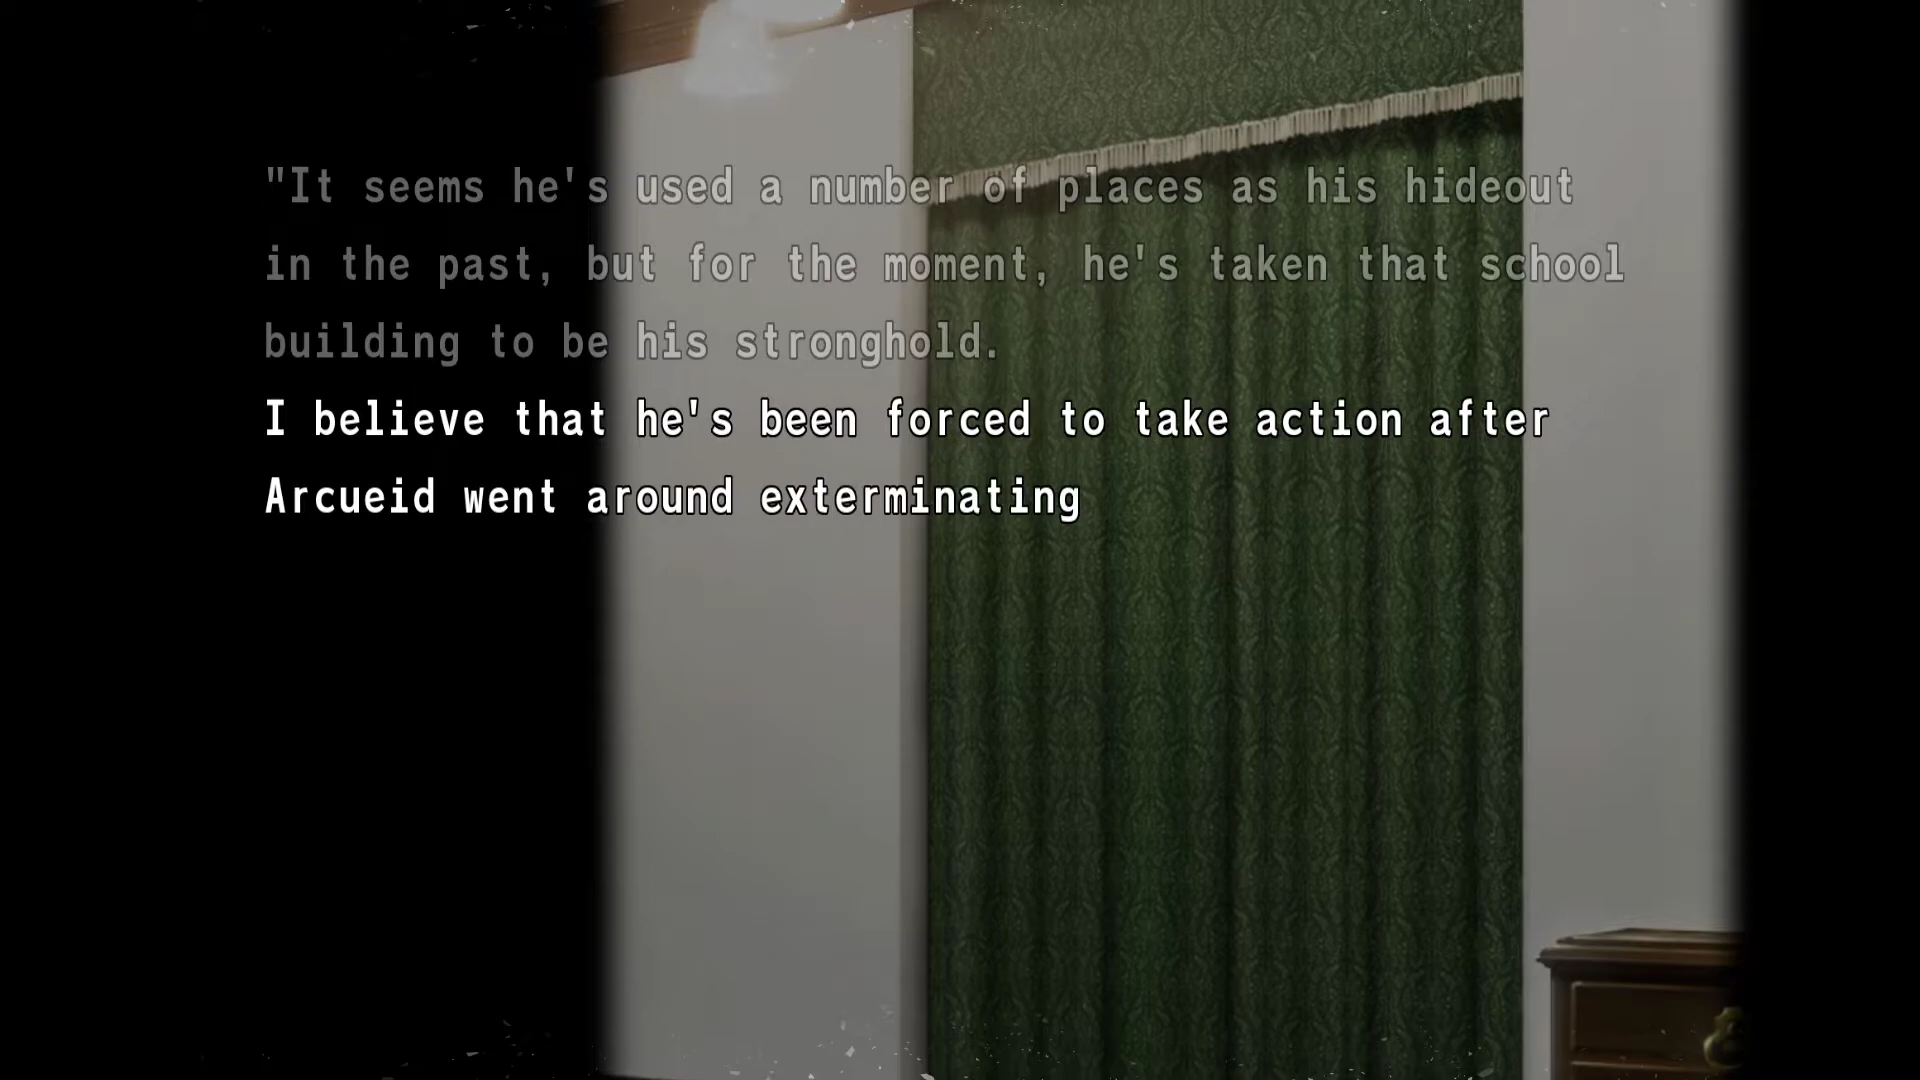 "It seems he's used a number of places as his hideout
in the past, but for the moment, he's taken that school
building to be his stronghold.
I believe that he's been forced to take action after
Arcueid went around exterminating